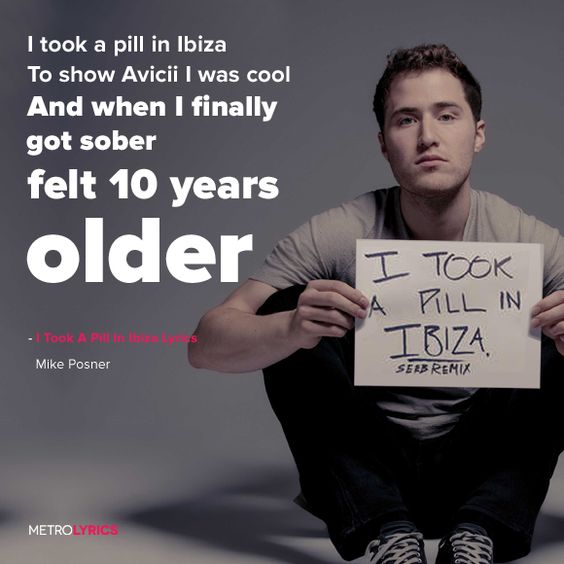 I took a pill in Ibiza
To show Avicii I was cool
And when I finally
got sober
felt 10 years
older
- I Took A Pill In Ibiza Lyrics
Mike Posner
I TOOK
A PILL IN
IBIZA.
SEEB REMIX
METROLYRICS